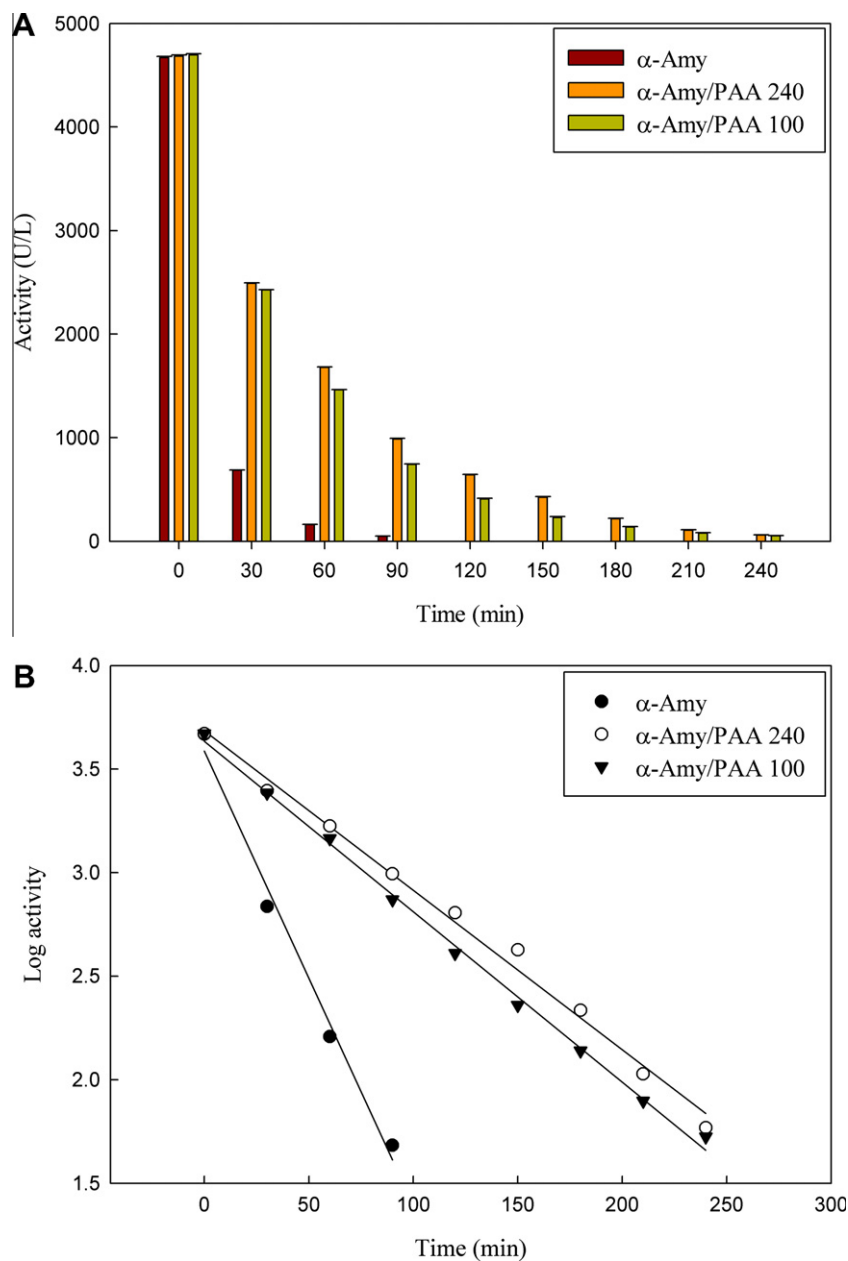 A
5000
4000
3000
2000
1000
0
Activity (U/L)
α-Amy
α-Amy/PAA 240
α-Amy/PAA 100
0 30 60 90 120 150 180 210 240
Time (min)
B
4.0
3.5
3.0
2.5
2.0
1.5
Log activity
α-Amy
α-Amy/PAA 240
α-Amy/PAA 100
0 50 100 150 200 250 300
Time (min)